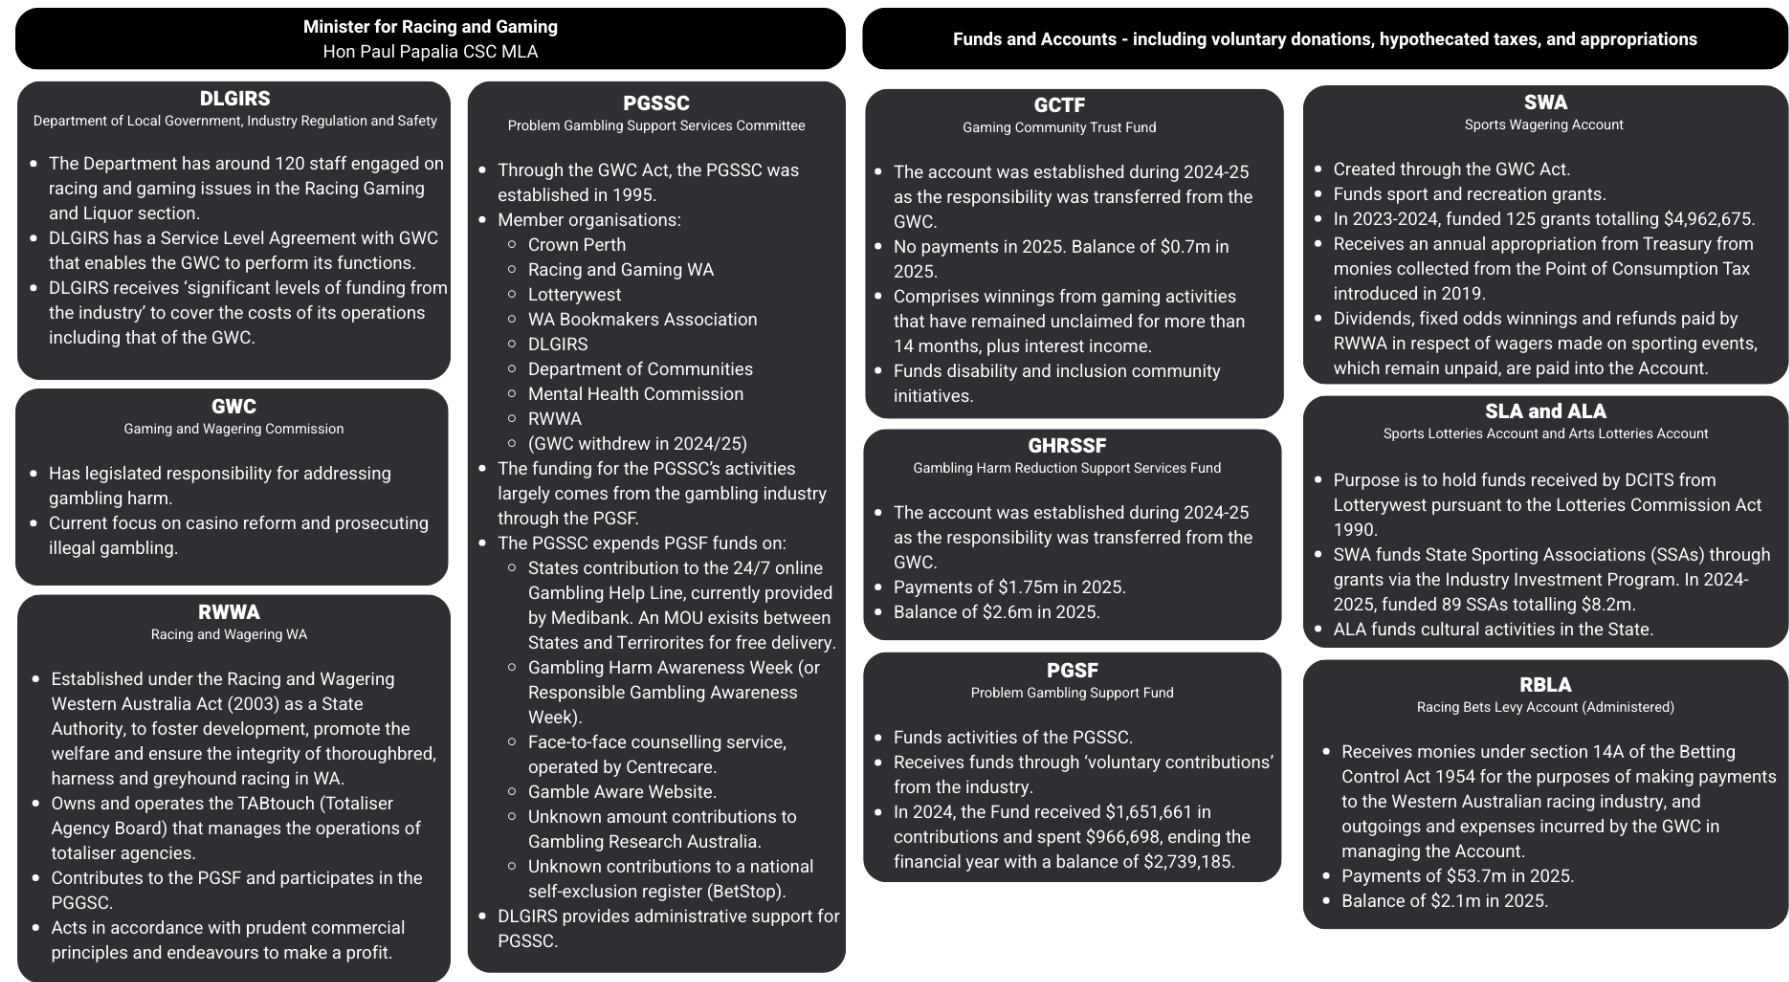 Minister for Racing and Gaming
Hon Paul Papalia CSC MLA
DLGIRS
Department of Local Government, Industry Regulation and Safety
• The Department has around 120 staff engaged on
racing and gaming issues in the Racing Gaming
and Liquor section.
• DLGIRS has a Service Level Agreement with GWC
that enables the GWC to perform its functions.
• DLGIRS receives ‘significant levels of funding from
the industry’ to cover the costs of its operations
including that of the GWC.
GWC
Gaming and Wagering Commission
• Has legislated responsibility for addressing
gambling harm.
• Current focus on casino reform and prosecuting
illegal gambling.
RWWA
Racing and Wagering WA
• Established under the Racing and Wagering
Western Australia Act (2003) as a State
Authority, to foster development, promote the
welfare and ensure the integrity of thoroughbred,
harness and greyhound racing in WA.
• Owns and operates the TABtouch (Totaliser
Agency Board) that manages the operations of
totaliser agencies.
• Contributes to the PGSF and participates in the
PGGSC.
• Acts in accordance with prudent commercial
principles and endeavours to make a profit.
PGSSC
Problem Gambling Support Services Committee
• Through the GWC Act, the PGSSC was
established in 1995.
• Member organisations:
○ Crown Perth
○ Racing and Gaming WA
○ Lotterywest
○ WA Bookmakers Association
○ DLGIRS
○ Department of Communities
○ Mental Health Commission
○ RWWA
○ (GWC withdrew in 2024/25)
• The funding for the PGSSC’s activities
largely comes from the gambling industry
through the PGSF.
• The PGSSC expends PGSF funds on:
○ States contribution to the 24/7 online
Gambling Help Line, currently provided
by Medibank. An MOU exisits between
States and Terrirorites for free delivery.
○ Gambling Harm Awareness Week (or
Responsible Gambling Awareness
Week).
○ Face-to-face counselling service,
operated by Centrecare.
○ Gamble Aware Website.
○ Unknown amount contributions to
Gambling Research Australia.
○ Unknown contributions to a national
self-exclusion register (BetStop).
• DLGIRS provides administrative support for
PGSSC.
Funds and Accounts - including voluntary donations, hypothecated taxes, and appropriations
GCTF
Gaming Community Trust Fund
• The account was established during 2024-25
as the responsibility was transferred from the
GWC.
• No payments in 2025. Balance of $0.7m in
2025.
• Comprises winnings from gaming activities
that have remained unclaimed for more than
14 months, plus interest income.
• Funds disability and inclusion community
initiatives.
GHRSSF
Gambling Harm Reduction Support Services Fund
• The account was established during 2024-25
as the responsibility was transferred from the
GWC.
• Payments of $1.75m in 2025.
• Balance of $2.6m in 2025.
PGSF
Problem Gambling Support Fund
• Funds activities of the PGSSC.
• Receives funds through ‘voluntary contributions’
from the industry.
• In 2024, the Fund received $1,651,661 in
contributions and spent $966,698, ending the
financial year with a balance of $2,739,185.
SWA
Sports Wagering Account
• Created through the GWC Act.
• Funds sport and recreation grants.
• In 2023-2024, funded 125 grants totalling $4,962,675.
• Receives an annual appropriation from Treasury from
monies collected from the Point of Consumption Tax
introduced in 2019.
• Dividends, fixed odds winnings and refunds paid by
RWWA in respect of wagers made on sporting events,
which remain unpaid, are paid into the Account.
SLA and ALA
Sports Lotteries Account and Arts Lotteries Account
• Purpose is to hold funds received by DCITS from
Lotterywest pursuant to the Lotteries Commission Act
1990.
• SWA funds State Sporting Associations (SSAs) through
grants via the Industry Investment Program. In 2024-
2025, funded 89 SSAs totalling $8.2m.
• ALA funds cultural activities in the State.
RBLA
Racing Bets Levy Account (Administered)
• Receives monies under section 14A of the Betting
Control Act 1954 for the purposes of making payments
to the Western Australian racing industry, and
outgoings and expenses incurred by the GWC in
managing the Account.
• Payments of $53.7m in 2025.
• Balance of $2.1m in 2025.